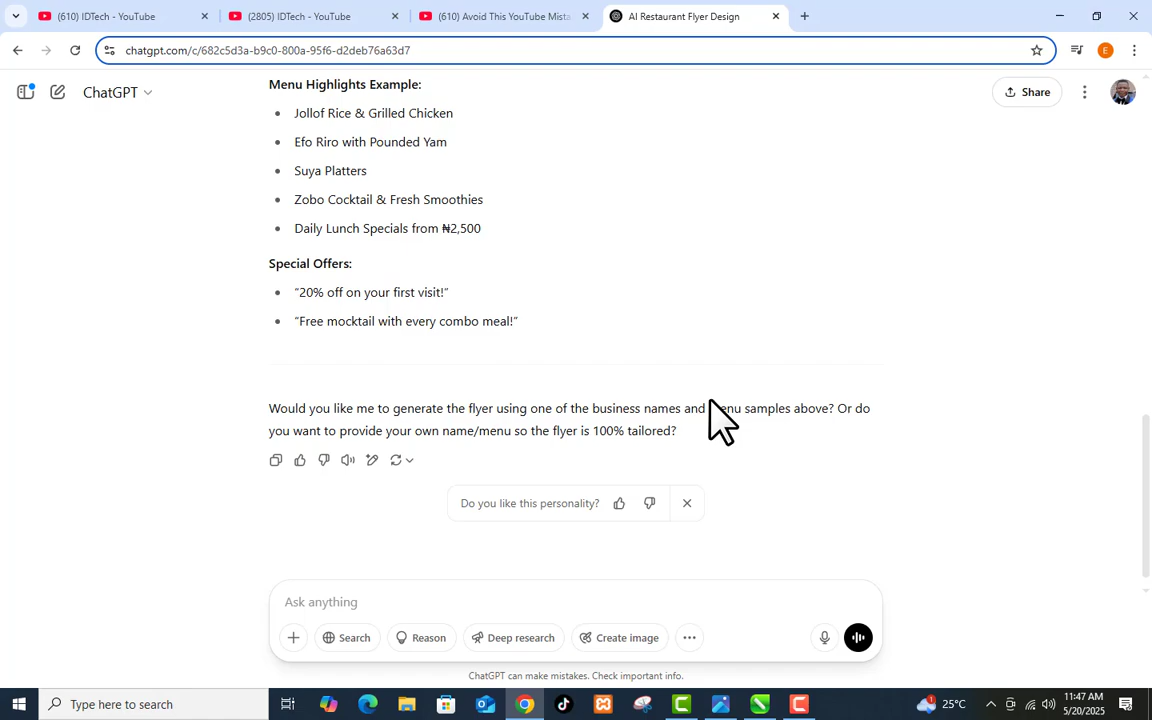 (610) IDTech - YouTube
(2805) IDTech - YouTube
(610) Avoid This YouTube Mista
AI Restaurant Flyer Design
chatgpt.com/c/682c5d3a-b9c0-800a-95f6-d2deb76a63d7
E
ChatGPT
Share
Menu Highlights Example:
Jollof Rice & Grilled Chicken
Efo Riro with Pounded Yam
Suya Platters
Zobo Cocktail & Fresh Smoothies
Daily Lunch Specials from ₦2,500
Special Offers:
“20% off on your first visit!”
“Free mocktail with every combo meal!”
Would you like me to generate the flyer using one of the business names and menu samples above? Or do
you want to provide your own name/menu so the flyer is 100% tailored?
Do you like this personality?
Ask anything
Search
Reason
Deep research
Create image
ChatGPT can make mistakes. Check important info.
Type here to search
1
25°C
11:47 AM
5/20/2025